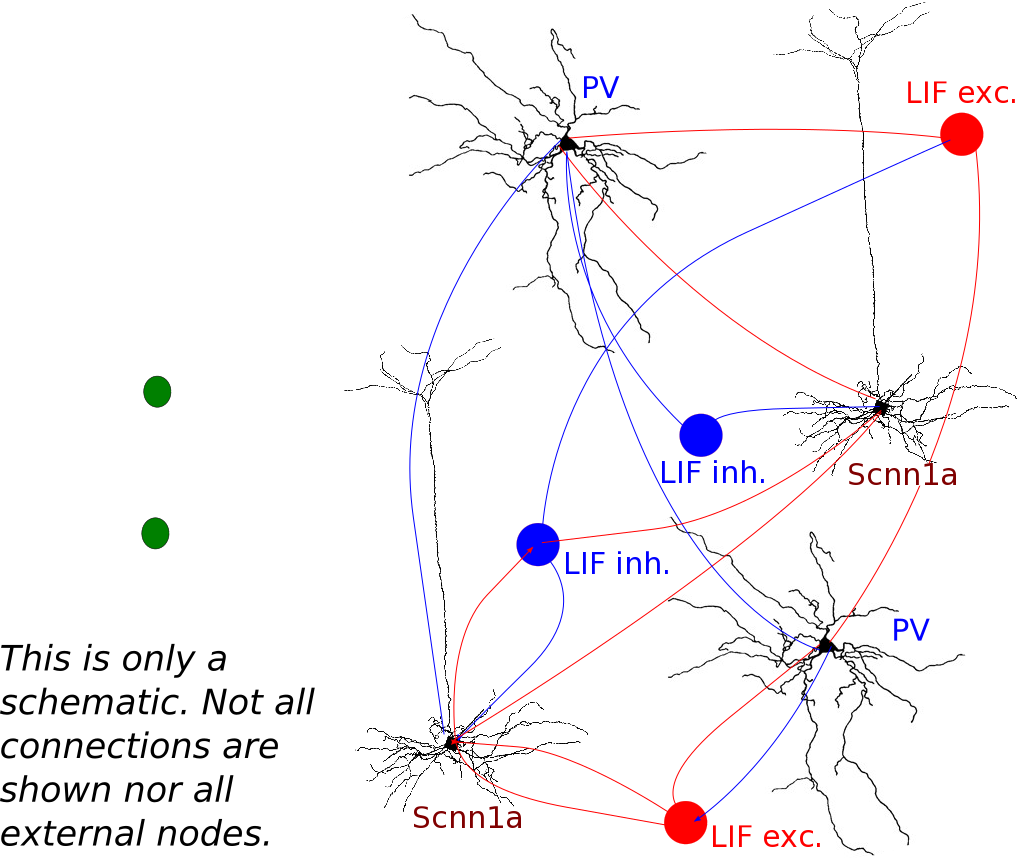 PV
LIF exc.
LIF inh.
Scnn1a
LIF inh.
PV
This is only a
schematic. Not all
connections are
shown nor all
external nodes.
Scnn1a
LIF exc.